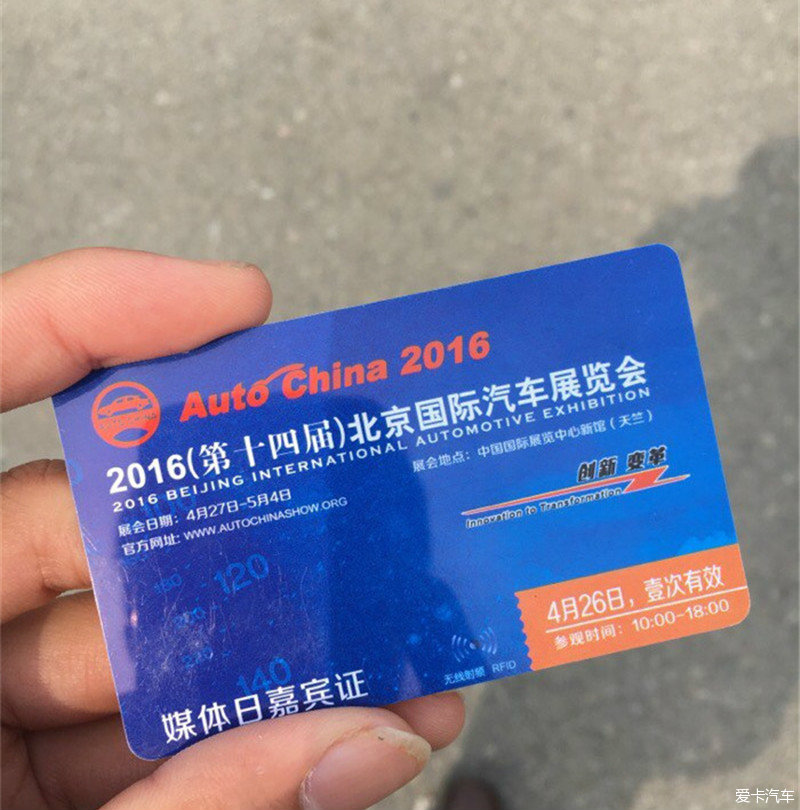 Auto China 2016
2016(第十四届)北京国际汽车展览会
2016 BEIJING INTERNATIONAL AUTOMOTIVE EXHIBITION
展会日期：4月27日-5月4日
展会地点：中国国际展览中心新馆（天竺）
官方网址: WWW.AUTOCHINASHOW.ORG
创新 变革
Innovation to Transformation
120
140
4月26日，壹次有效
参观时间：10:00-18:00
无线射频 RFID
媒体日嘉宾证
爱卡汽车